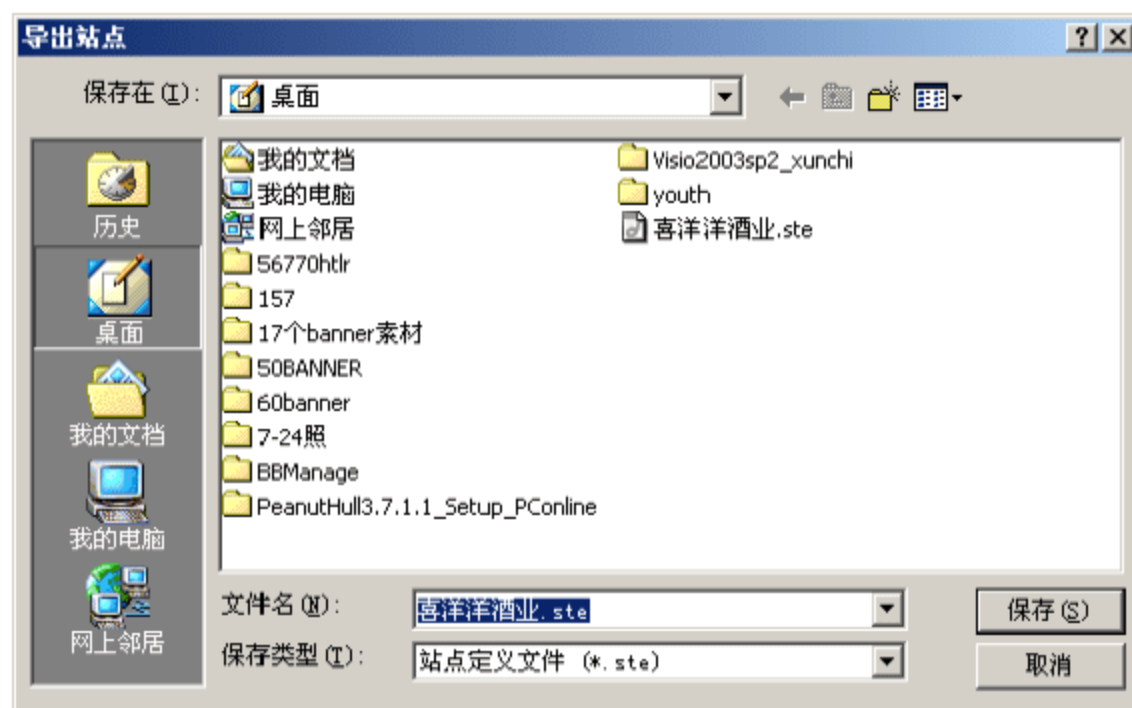 导出站点
保存在(I):
桌面
历史
桌面
我的文档
我的电脑
网上邻居
我的文档
我的电脑
网上邻居
56770htlr
157
17个banner素材
50BANNER
60banner
7-24照
BBManage
PeanutHull3.7.1.1_Setup_PConline
Visio2003sp2_xunchi
youth
喜洋洋酒业.ste
文件名(N):
喜洋洋酒业.ste
保存(S)
保存类型(T):
站点定义文件 (*.ste)
取消